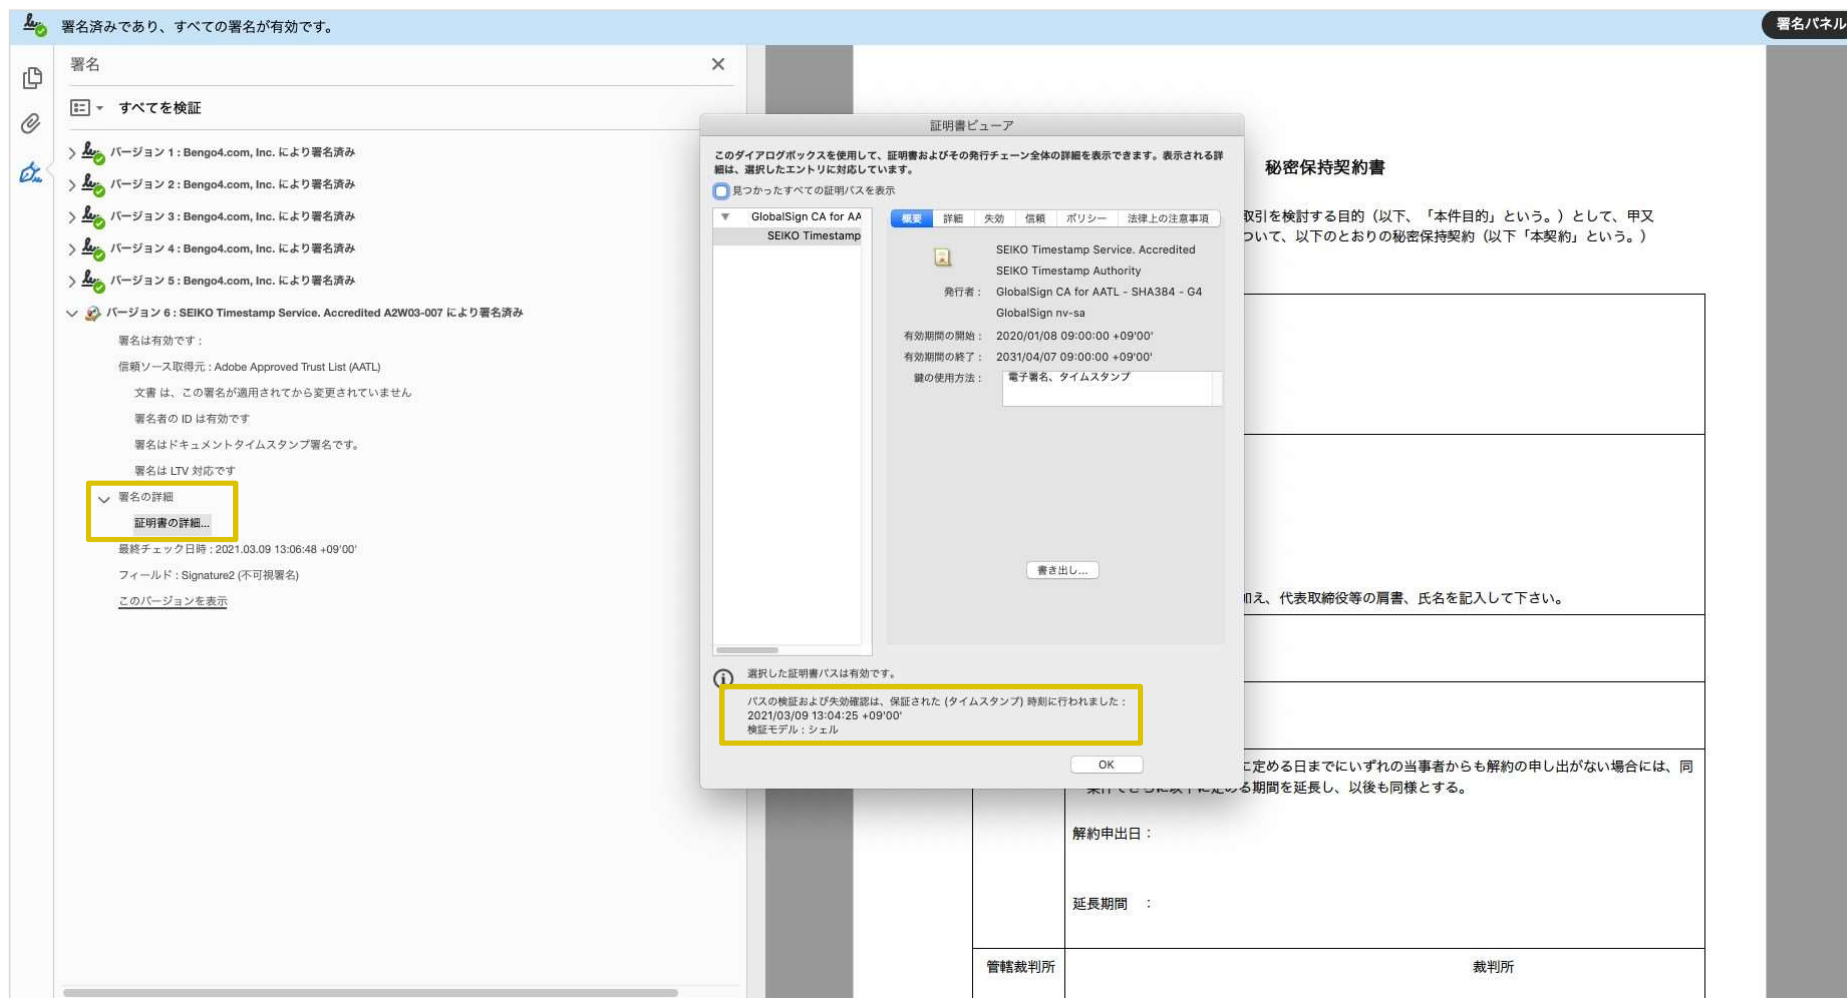 署名済みであり、すべての署名が有効です。
署名パネル
署名
すべてを検証
バージョン 1 : Bengo4.com, Inc. により署名済み
バージョン 2 : Bengo4.com, Inc. により署名済み
バージョン 3 : Bengo4.com, Inc. により署名済み
バージョン 4 : Bengo4.com, Inc. により署名済み
バージョン 5 : Bengo4.com, Inc. により署名済み
バージョン 6 : SEIKO Timestamp Service. Accredited A2W03-007 により署名済み
署名は有効です :
信頼ソース取得元 : Adobe Approved Trust List (AATL)
文書 は、この署名が適用されてから変更されていません
署名者の ID は有効です
署名はドキュメントタイムスタンプ署名です。
署名は LTV 対応です
署名の詳細
証明書の詳細...
最終チェック日時 : 2021.03.09 13:06:48 +09'00'
フィールド : Signature2 (不可視署名)
このバージョンを表示
証明書ビューア
このダイアログボックスを使用して、証明書およびその発行チェーン全体の詳細を表示できます。表示される詳
細は、選択したエントリに対応しています。
見つかったすべての証明パスを表示
GlobalSign CA for AA
SEIKO Timestamp
概要 詳細 失効 信頼 ポリシー 法律上の注意事項
SEIKO Timestamp Service. Accredited
SEIKO Timestamp Authority
発行者 : GlobalSign CA for AATL - SHA384 - G4
GlobalSign nv-sa
有効期間の開始 : 2020/01/08 09:00:00 +09'00'
有効期間の終了 : 2031/04/07 09:00:00 +09'00'
鍵の使用方法 : 電子署名、タイムスタンプ
書き出し...
選択した証明書パスは有効です。
パスの検証および失効確認は、保証された (タイムスタンプ) 時刻に行われました :
2021/03/09 13:04:25 +09'00'
検証モデル : シェル
OK
秘密保持契約書
取引を検討する目的（以下、「本件目的」という。）として、甲又
ついて、以下のとおりの秘密保持契約（以下「本契約」という。）
加え、代表取締役等の肩書、氏名を記入して下さい。
に定める日までにいずれの当事者からも解約の申し出がない場合には、同
条件でさらに以下に定める期間を延長し、以後も同様とする。
解約申出日：
延長期間 ：
管轄裁判所 裁判所